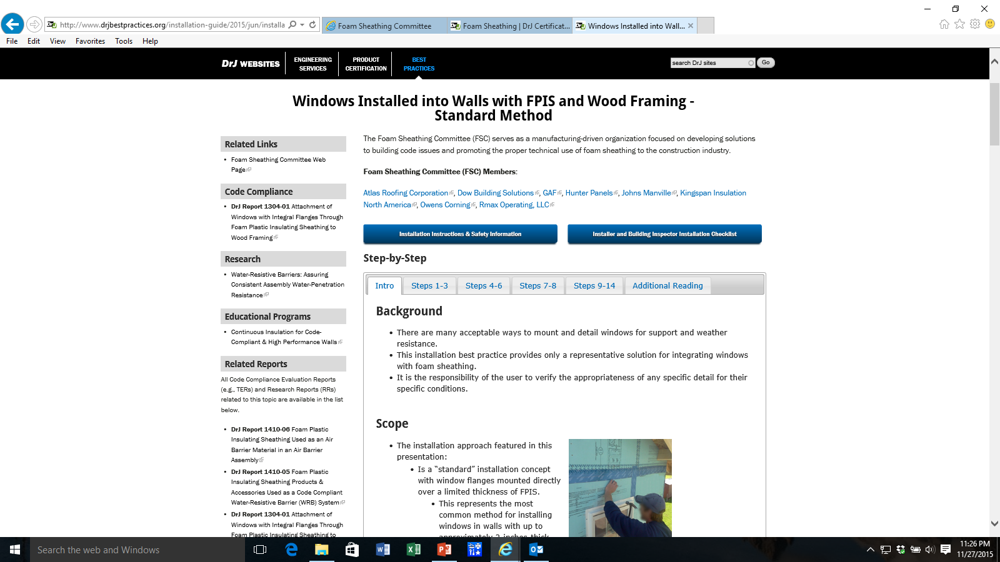 http://www.drjbestpractices.org/installation-guide/2015/jun/installa
Foam Sheathing Committee
Foam Sheathing | DrJ Certificat...
Windows Installed into Wall...
File Edit View Favorites Tools Help
DrJ WEBSITES
ENGINEERING
SERVICES
PRODUCT
CERTIFICATION
BEST
PRACTICES
search DrJ sites
Go
Windows Installed into Walls with FPIS and Wood Framing -
Standard Method
Related Links
• Foam Sheathing Committee Web
Page
Code Compliance
• DrJ Report 1304-01 Attachment of
Windows with Integral Flanges Through
Foam Plastic Insulating Sheathing to
Wood Framing
Research
• Water-Resistive Barriers: Assuring
Consistent Assembly Water-Penetration
Resistance
Educational Programs
• Continuous Insulation for Code-
Compliant & High Performance Walls
Related Reports
All Code Compliance Evaluation Reports
(e.g., TERs) and Research Reports (RRs)
related to this topic are available in the list
below.
• DrJ Report 1410-06 Foam Plastic
Insulating Sheathing Used as an Air
Barrier Material in an Air Barrier
Assembly
• DrJ Report 1410-05 Foam Plastic
Insulating Sheathing Products &
Accessories Used as a Code Compliant
Water-Resistive Barrier (WRB) System
• DrJ Report 1304-01 Attachment of
Windows with Integral Flanges Through
Foam Plastic Insulating Sheathing to
The Foam Sheathing Committee (FSC) serves as a manufacturing-driven organization focused on developing solutions
to building code issues and promoting the proper technical use of foam sheathing to the construction industry.
Foam Sheathing Committee (FSC) Members:
Atlas Roofing Corporation, Dow Building Solutions, GAF, Hunter Panels, Johns Manville, Kingspan Insulation
North America, Owens Corning, Rmax Operating, LLC
Installation Instructions & Safety Information
Installer and Building Inspector Installation Checklist
Step-by-Step
Intro Steps 1-3 Steps 4-6 Steps 7-8 Steps 9-14 Additional Reading
Background
• There are many acceptable ways to mount and detail windows for support and weather
resistance.
• This installation best practice provides only a representative solution for integrating windows
with foam sheathing.
• It is the responsibility of the user to verify the appropriateness of any specific detail for their
specific conditions.
Scope
• The installation approach featured in this
presentation:
• Is a “standard” installation concept
with window flanges mounted directly
over a limited thickness of FPIS.
• This represents the most
common method for installing
windows in walls with up to
approximately 2-inches-thick
Search the web and Windows
11:26 PM
11/27/2015